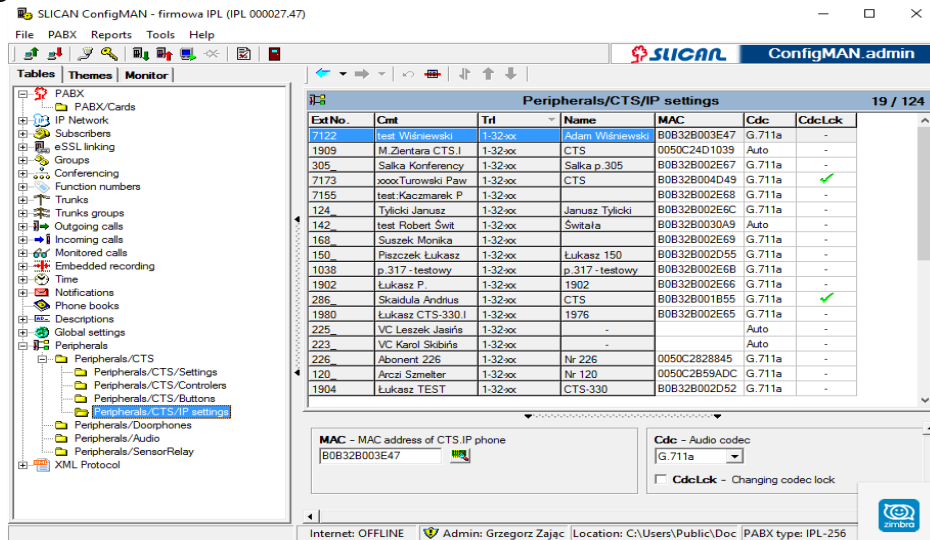 SLICAN ConfigMAN - firmowa IPL (IPL 000027.47)
File PABX Reports Tools Help
SLICAN ConfigMAN.admin
Tables Themes Monitor
PABX
PABX/Cards
IP Network
Subscribers
eSSL linking
Groups
Conferencing
Function numbers
Trunks
Trunks groups
Outgoing calls
Incoming calls
Monitored calls
Embedded recording
Time
Notifications
Phone books
Descriptions
Global settings
Peripherals
Peripherals/CTS
Peripherals/CTS/Settings
Peripherals/CTS/Controlers
Peripherals/CTS/Buttons
Peripherals/CTS/IP settings
Peripherals/Doorphones
Peripherals/Audio
Peripherals/SensorRelay
XML Protocol
Peripherals/CTS/IP settings 19 / 124
Ext No. Cmt Trl Name MAC Cdc CdcLck
7122 test Wiśniewski 1-32-xx Adam Wiśniewski B0B32B003E47 G.711a -
1909 M.Zientara CTS.I 1-32-xx CTS 0050C24D1039 Auto -
305_ Salka Konferency 1-32-xx Salka p.305 B0B32B002E67 G.711a -
7173 xxxxTurowski Paw 1-32-xx CTS B0B32B004D49 G.711a
7155 test:Kaczmarek P 1-32-xx B0B32B002E68 G.711a -
124_ Tylicki Janusz 1-32-xx Janusz Tylicki B0B32B002E6C G.711a -
142_ test Robert Świt 1-32-xx Świtała B0B32B0030A9 Auto -
168_ Suszek Monika 1-32-xx B0B32B002E69 G.711a -
150_ Piszczek Łukasz 1-32-xx Łukasz 150 B0B32B002D55 G.711a -
1038 p.317 - testowy 1-32-xx p.317 - testowy B0B32B002E6B G.711a -
1902 Łukasz P. 1-32-xx 1902 B0B32B002E66 G.711a -
286_ Skaidula Andrius 1-32-xx CTS B0B32B001B55 G.711a
1980 Łukasz CTS-330.I 1-32-xx 1976 B0B32B002E65 G.711a -
225_ VC Leszek Jasińs 1-32-xx - Auto -
223_ VC Karol Skibińs 1-32-xx - Auto -
226_ Abonent 226 1-32-xx Nr 226 0050C2828845 G.711a -
120_ Arczi Szmelter 1-32-xx Nr 120 0050C2B59ADC G.711a -
1904 Łukasz TEST 1-32-xx CTS-330 B0B32B002D52 G.711a -
MAC - MAC address of CTS.IP phone
B0B32B003E47
Cdc - Audio codec
G.711a
CdcLck - Changing codec lock
zimbra
Internet: OFFLINE Admin: Grzegorz Zając Location: C:\Users\Public\Doc PABX type: IPL-256